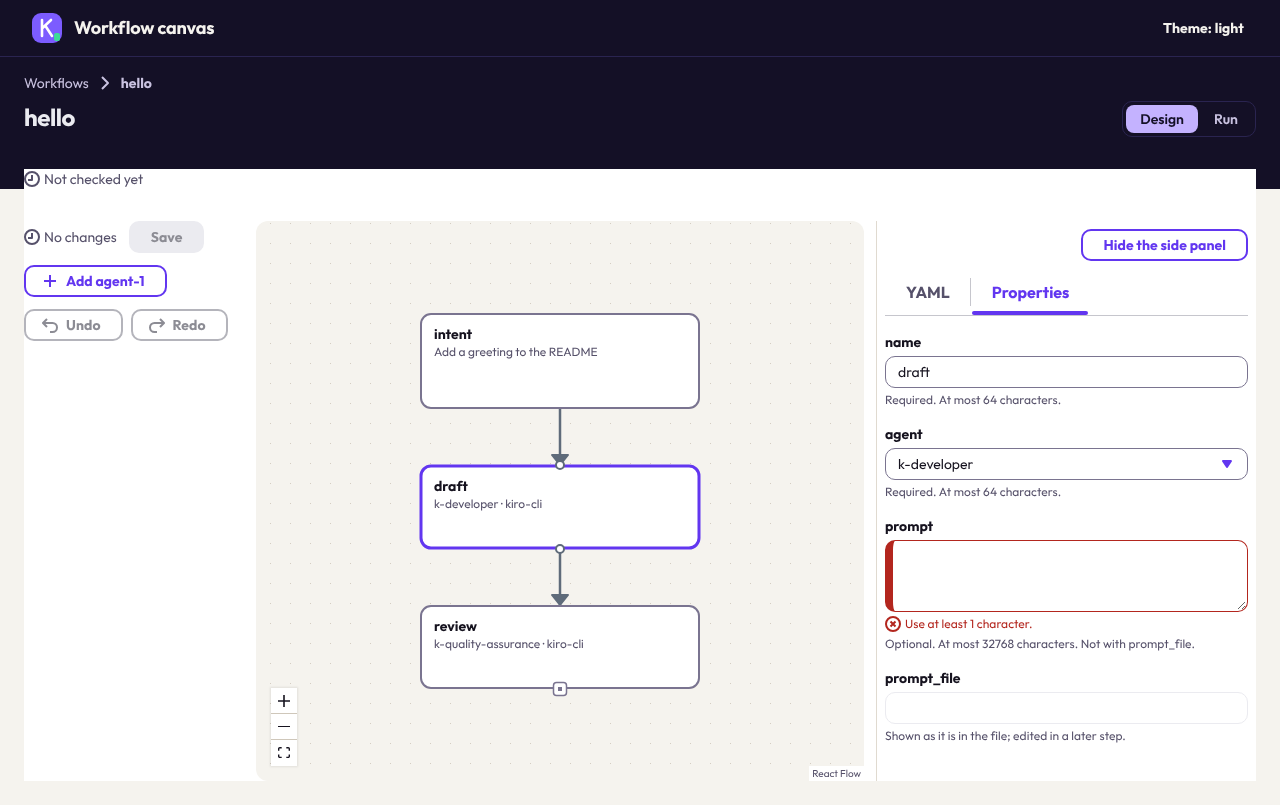 Workflow canvas
Theme: light
Workflows
hello
hello
Design
Run
Not checked yet
No changes
Save
Add agent-1
Undo
Redo
intent
Add a greeting to the README
draft
k-developer · kiro-cli
review
k-quality-assurance · kiro-cli
React Flow
Hide the side panel
YAML
Properties
name
draft
Required. At most 64 characters.
agent
k-developer
Required. At most 64 characters.
prompt
Use at least 1 character.
Optional. At most 32768 characters. Not with prompt_file.
prompt_file
Shown as it is in the file; edited in a later step.